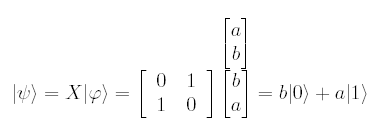 [a
b]
|ψ⟩ = X|φ⟩ = [0 1
1 0] [b
a] = b|0⟩ + a|1⟩